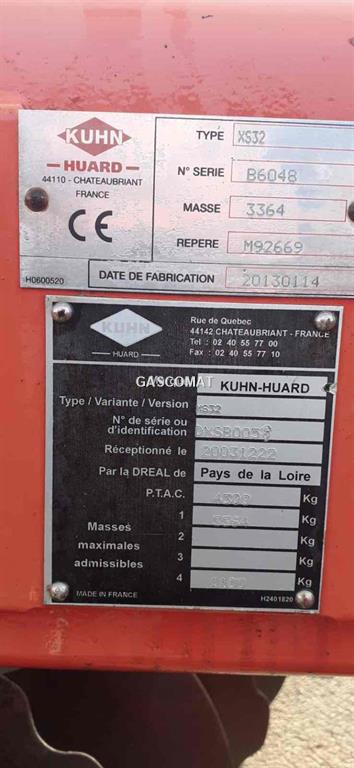 KUHN
HUARD
44110 - CHATEAUBRIANT
FRANCE
CE
H0600520
TYPE XS32
N° SERIE B6048
MASSE 3364
REPERE M92669
DATE DE FABRICATION 20130114
KUHN
HUARD
Rue de Quebec
44142 CHATEAUBRIANT - FRANCE
Tel : 02 40 55 77 00
Fax : 02 40 55 77 10
GASCOMAT
KUHN-HUARD
Type / Variante / Version XS32
N° de série ou
d'identification
Réceptionné le 20031222
Par la DREAL de Pays de la Loire
P.T.A.C. Kg
Masses
maximales
admissibles
1 3364 Kg
2 Kg
3 Kg
4 Kg
MADE IN FRANCE
H2401820